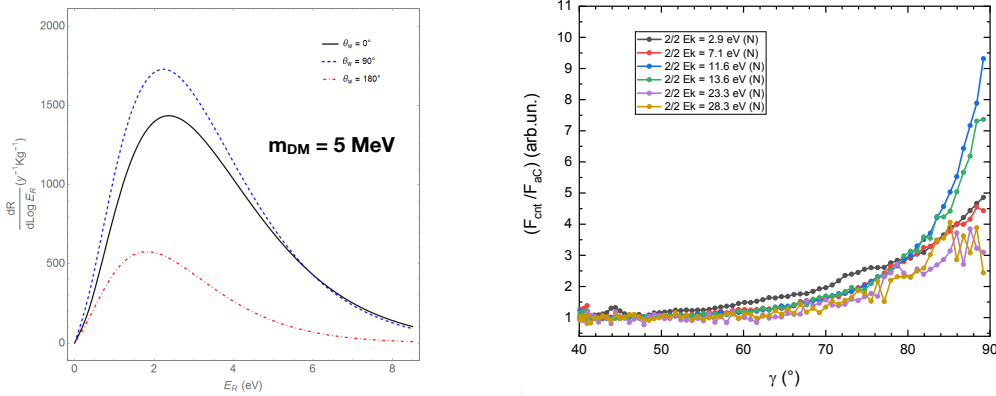 2000
1500
1000
500
0
0
2
4
6
8
dR
dLog E_R
(y⁻¹Kg⁻¹)
E_R (eV)
θ_w = 0°
θ_w = 90°
θ_w = 180°
m_DM = 5 MeV
10
9
8
7
6
5
4
3
2
1
40
50
60
70
80
90
(F_cnt /F_aC) (arb.un.)
γ (°)
2/2 Ek = 2.9 eV (N)
2/2 Ek = 7.1 eV (N)
2/2 Ek = 11.6 eV (N)
2/2 Ek = 13.6 eV (N)
2/2 Ek = 23.3 eV (N)
2/2 Ek = 28.3 eV (N)